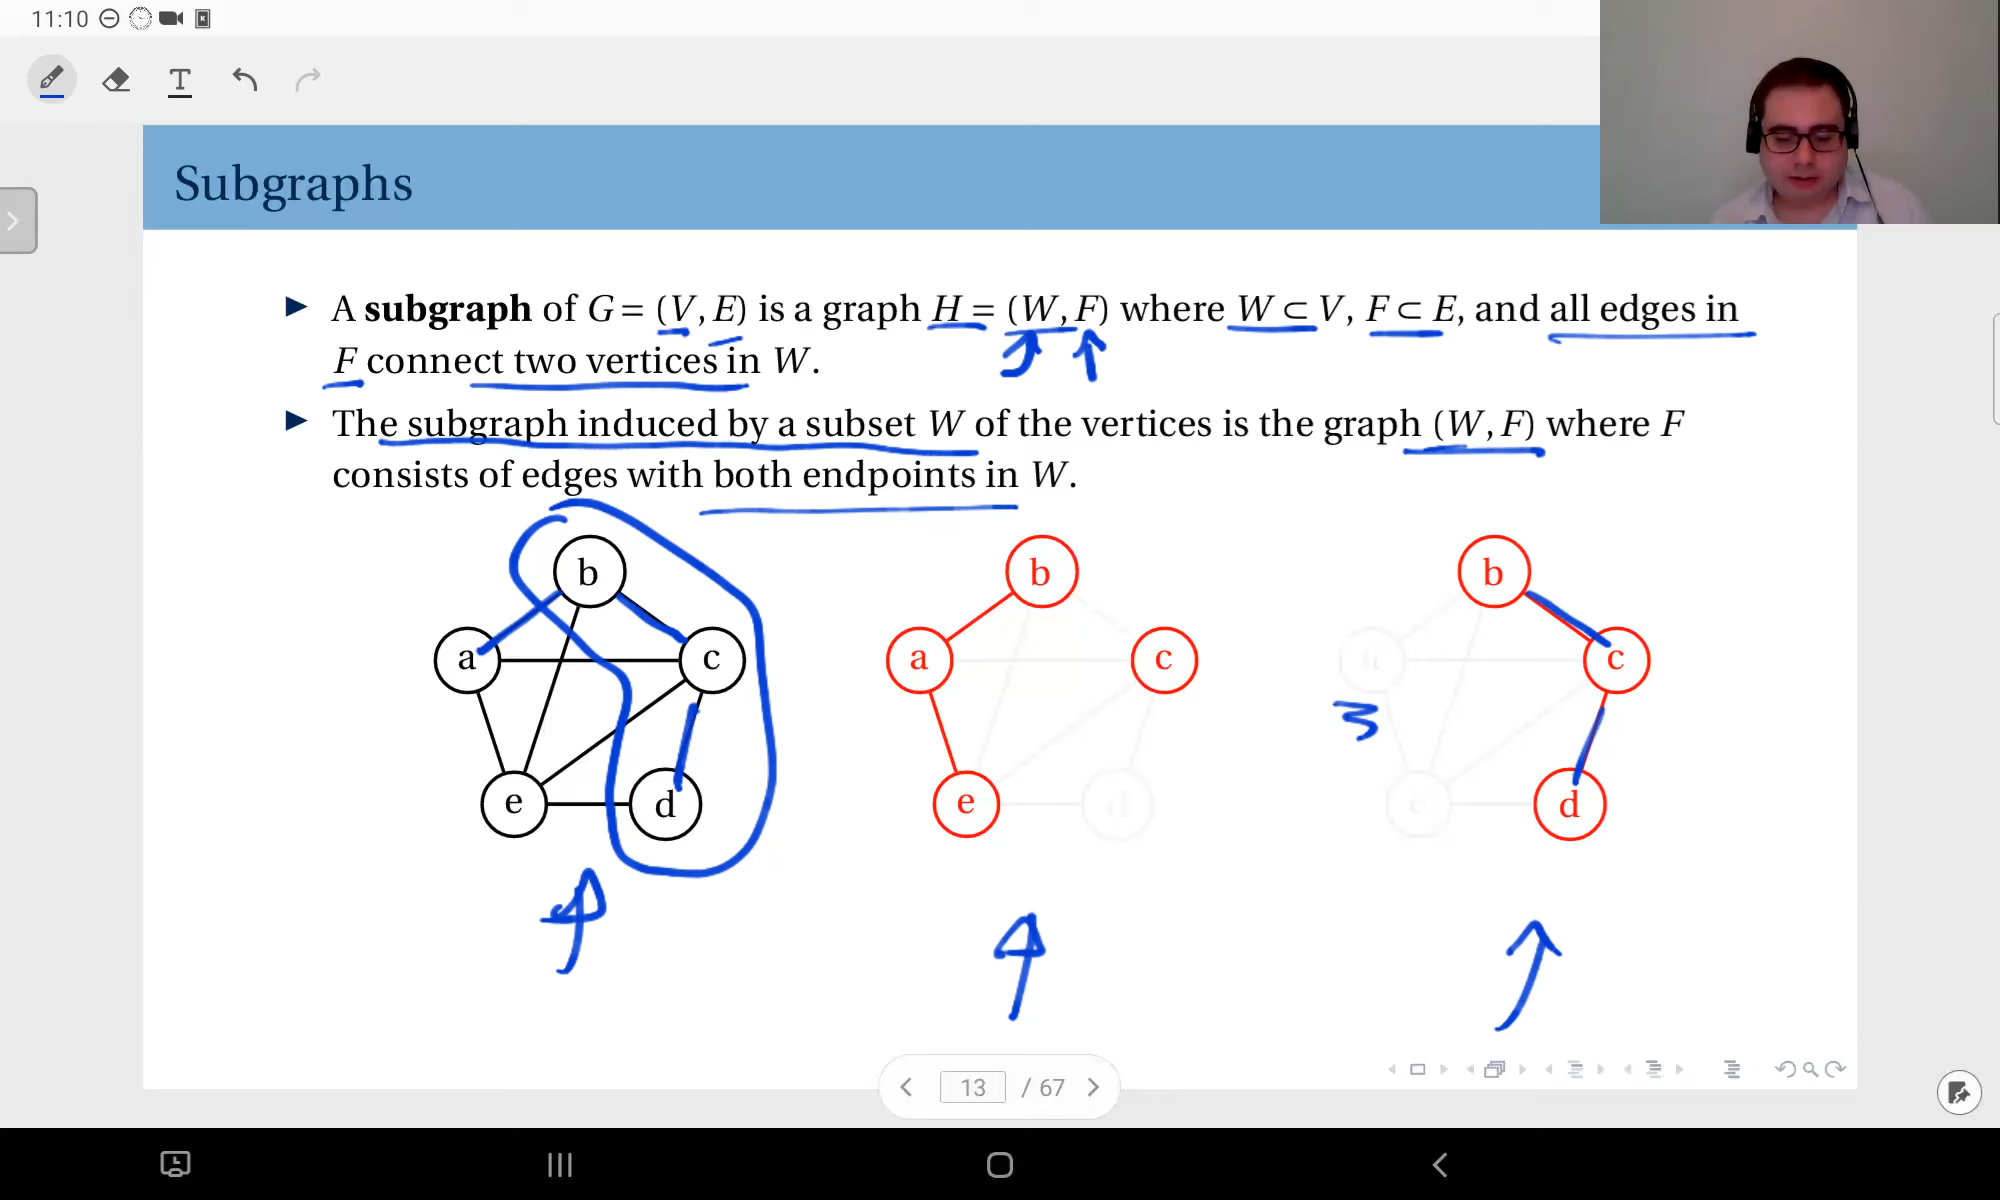 11:10
Subgraphs
A subgraph of G = (V, E) is a graph H = (W, F) where W ⊂ V, F ⊂ E, and all edges in
F connect two vertices in W.
The subgraph induced by a subset W of the vertices is the graph (W, F) where F
consists of edges with both endpoints in W.
b b b
a c a c a c
e d e d e d
13 / 67